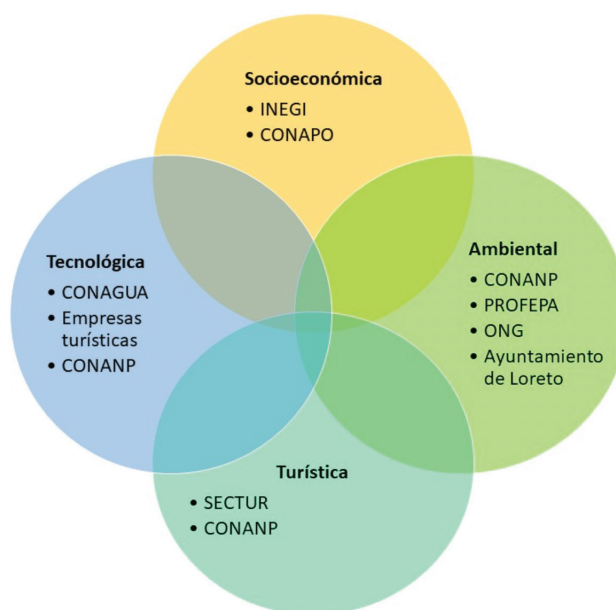 Socioeconómica
• INEGI
• CONAPO
Tecnológica
• CONAGUA
• Empresas
turísticas
• CONANP
Ambiental
• CONANP
• PROFEPA
• ONG
• Ayuntamiento
de Loreto
Turística
• SECTUR
• CONANP